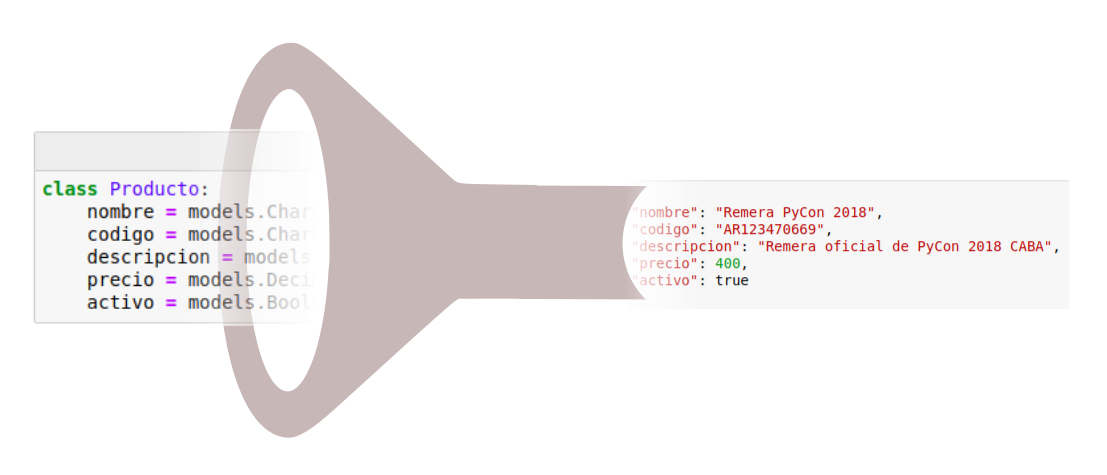 class Producto:
nombre = models.Char
codigo = models.Char
descripcion = models
precio = models.Deci
activo = models.Bool
"nombre": "Remera PyCon 2018",
"codigo": "AR123470669",
"descripcion": "Remera oficial de PyCon 2018 CABA",
"precio": 400,
"activo": true